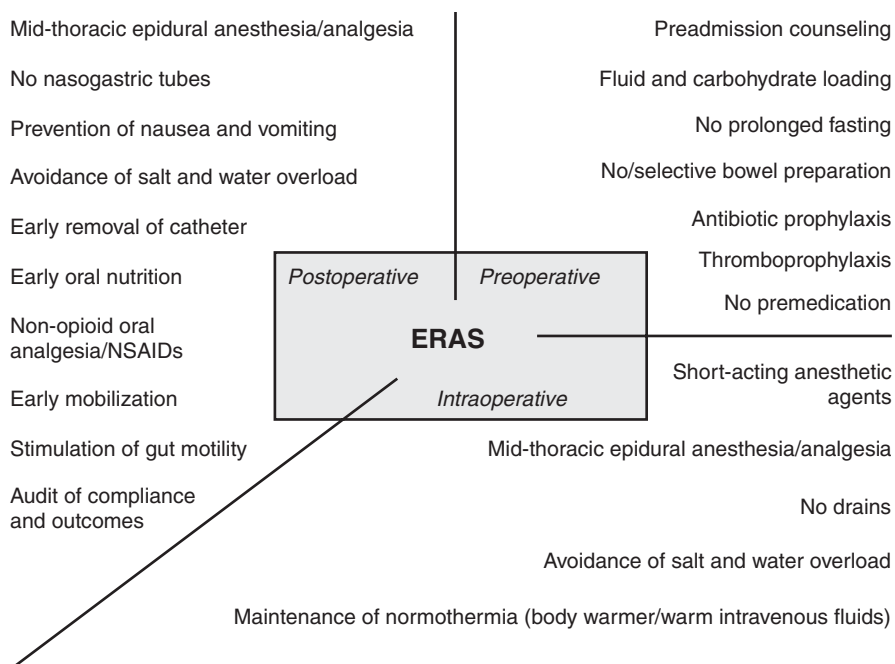 Mid-thoracic epidural anesthesia/analgesia
No nasogastric tubes
Prevention of nausea and vomiting
Avoidance of salt and water overload
Early removal of catheter
Early oral nutrition
Non-opioid oral
analgesia/NSAIDs
Early mobilization
Stimulation of gut motility
Audit of compliance
and outcomes
Postoperative
Preoperative
ERAS
Intraoperative
Preadmission counseling
Fluid and carbohydrate loading
No prolonged fasting
No/selective bowel preparation
Antibiotic prophylaxis
Thromboprophylaxis
No premedication
Short-acting anesthetic
agents
Mid-thoracic epidural anesthesia/analgesia
No drains
Avoidance of salt and water overload
Maintenance of normothermia (body warmer/warm intravenous fluids)